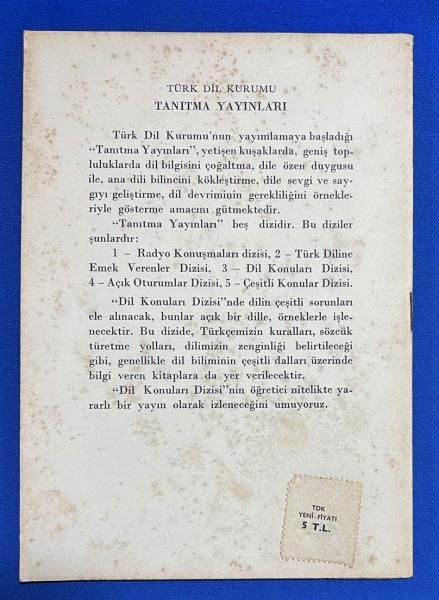 TÜRK DİL KURUMU
TANITMA YAYINLARI
Türk Dil Kurumu'nun yayımlamaya başladığı
“Tanıtma Yayınları”, yetişen kuşaklarda, geniş top-
luluklarda dil bilgisini çoğaltma, dile özen duygusu
ile, ana dili bilincini kökleştirme, dile sevgi ve say-
gıyı geliştirme, dil devriminin gerekliliğini örnekle-
riyle gösterme amacını gütmektedir.
“Tanıtma Yayınları” beş dizidir. Bu diziler
şunlardır:
1 – Radyo Konuşmaları dizisi, 2 – Türk Diline
Emek Verenler Dizisi, 3 – Dil Konuları Dizisi,
4 – Açık Oturumlar Dizisi, 5 – Çeşitli Konular Dizisi.
“Dil Konuları Dizisi”nde dilin çeşitli sorunları
ele alınacak, bunlar açık bir dille, örneklerle işle-
necektir. Bu dizide, Türkçemizin kuralları, sözcük
türetme yolları, dilimizin zenginliği belirtileceği
gibi, genellikle dil biliminin çeşitli dalları üzerinde
bilgi veren kitaplara da yer verilecektir.
“Dil Konuları Dizisi”nin öğretici nitelikte ya-
rarlı bir yayın olarak izleneceğini umuyoruz.
TDK
YENİ-FİYATI
5 T.L.